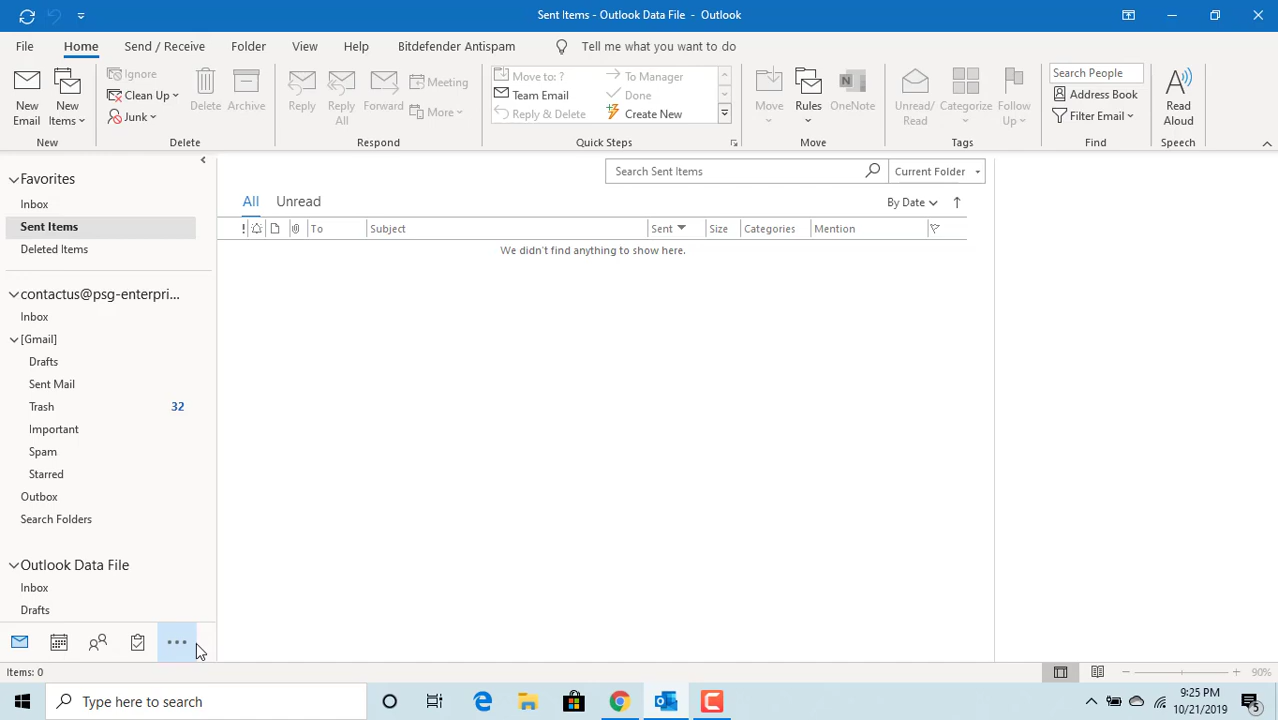 Sent Items - Outlook Data File - Outlook
File Home Send / Receive Folder View Help Bitdefender Antispam Tell me what you want to do
New Email
New Items
Ignore
Clean Up
Junk
Delete
Archive
Reply
Reply All
Forward
Meeting
More
Move to: ?
Team Email
Reply & Delete
To Manager
Done
Create New
Move
Rules
OneNote
Unread/ Read
Categorize
Follow Up
Search People
Address Book
Filter Email
Read Aloud
New Delete Respond Quick Steps Move Tags Find Speech
Favorites
Inbox
Sent Items
Deleted Items
contactus@psg-enterpri...
Inbox
[Gmail]
Drafts
Sent Mail
Trash 32
Important
Spam
Starred
Outbox
Search Folders
Outlook Data File
Inbox
Drafts
Search Sent Items Current Folder
All Unread By Date
! To Subject Sent Size Categories Mention
We didn't find anything to show here.
Items: 0 90%
Type here to search
9:25 PM
10/21/2019
5